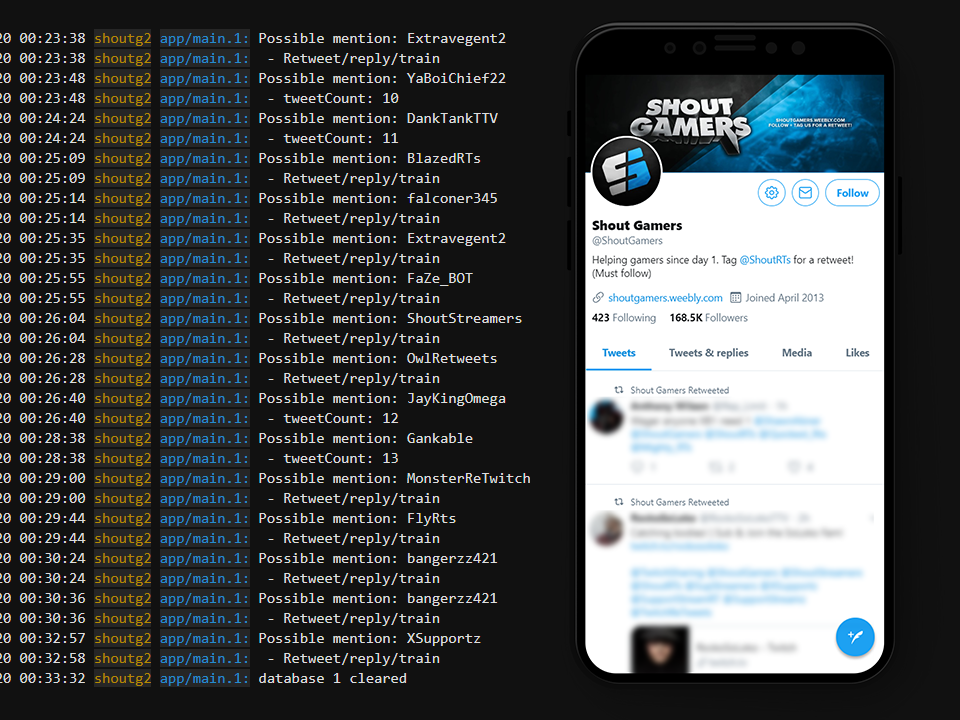 20 00:23:38 shoutg2 app/main.1: Possible mention: Extravegent2
20 00:23:38 shoutg2 app/main.1: - Retweet/reply/train
20 00:23:48 shoutg2 app/main.1: Possible mention: YaBoiChief22
20 00:23:48 shoutg2 app/main.1: - tweetCount: 10
20 00:24:24 shoutg2 app/main.1: Possible mention: DankTankTTV
20 00:24:24 shoutg2 app/main.1: - tweetCount: 11
20 00:25:09 shoutg2 app/main.1: Possible mention: BlazedRTs
20 00:25:09 shoutg2 app/main.1: - Retweet/reply/train
20 00:25:14 shoutg2 app/main.1: Possible mention: falconer345
20 00:25:14 shoutg2 app/main.1: - Retweet/reply/train
20 00:25:35 shoutg2 app/main.1: Possible mention: Extravegent2
20 00:25:35 shoutg2 app/main.1: - Retweet/reply/train
20 00:25:55 shoutg2 app/main.1: Possible mention: FaZe_BOT
20 00:25:55 shoutg2 app/main.1: - Retweet/reply/train
20 00:26:04 shoutg2 app/main.1: Possible mention: ShoutStreamers
20 00:26:04 shoutg2 app/main.1: - Retweet/reply/train
20 00:26:28 shoutg2 app/main.1: Possible mention: OwlRetweets
20 00:26:28 shoutg2 app/main.1: - Retweet/reply/train
20 00:26:40 shoutg2 app/main.1: Possible mention: JayKingOmega
20 00:26:40 shoutg2 app/main.1: - tweetCount: 12
20 00:28:38 shoutg2 app/main.1: Possible mention: Gankable
20 00:28:38 shoutg2 app/main.1: - tweetCount: 13
20 00:29:00 shoutg2 app/main.1: Possible mention: MonsterReTwitch
20 00:29:00 shoutg2 app/main.1: - Retweet/reply/train
20 00:29:44 shoutg2 app/main.1: Possible mention: FlyRts
20 00:29:44 shoutg2 app/main.1: - Retweet/reply/train
20 00:30:24 shoutg2 app/main.1: Possible mention: bangerzz421
20 00:30:24 shoutg2 app/main.1: - Retweet/reply/train
20 00:30:36 shoutg2 app/main.1: Possible mention: bangerzz421
20 00:30:36 shoutg2 app/main.1: - Retweet/reply/train
20 00:32:57 shoutg2 app/main.1: Possible mention: XSupportz
20 00:32:58 shoutg2 app/main.1: - Retweet/reply/train
20 00:33:32 shoutg2 app/main.1: database 1 cleared
SHOUT
GAMERS
SHOUTGAMERS.WEEBLY.COM
FOLLOW + TAG US FOR A RETWEET!
Follow
Shout Gamers
@ShoutGamers
Helping gamers since day 1. Tag @ShoutRTs for a retweet!
(Must follow)
shoutgamers.weebly.com Joined April 2013
423 Following 168.5K Followers
Tweets Tweets & replies Media Likes
Shout Gamers Retweeted
Shout Gamers Retweeted